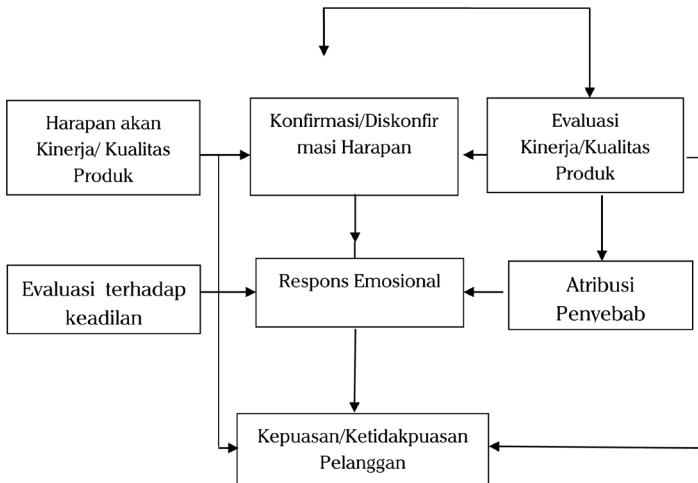 Harapan akan
Kinerja/ Kualitas
Produk
Konfirmasi/Diskonfir
masi Harapan
Evaluasi
Kinerja/Kualitas
Produk
Evaluasi terhadap
keadilan
Respons Emosional
Atribusi
Penyebab
Kepuasan/Ketidakpuasan
Pelanggan